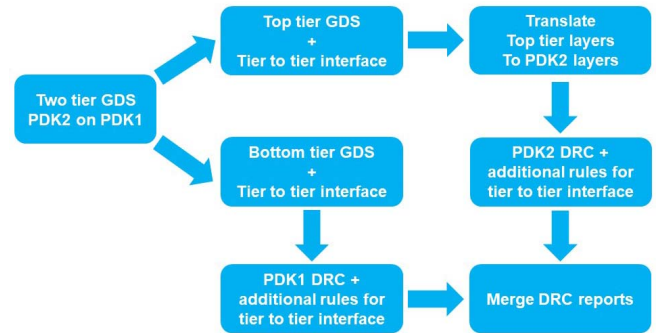 Two tier GDS
PDK2 on PDK1
Top tier GDS
+
Tier to tier interface
Translate
Top tier layers
To PDK2 layers
Bottom tier GDS
+
Tier to tier interface
PDK2 DRC +
additional rules for
tier to tier interface
PDK1 DRC +
additional rules for
tier to tier interface
Merge DRC reports